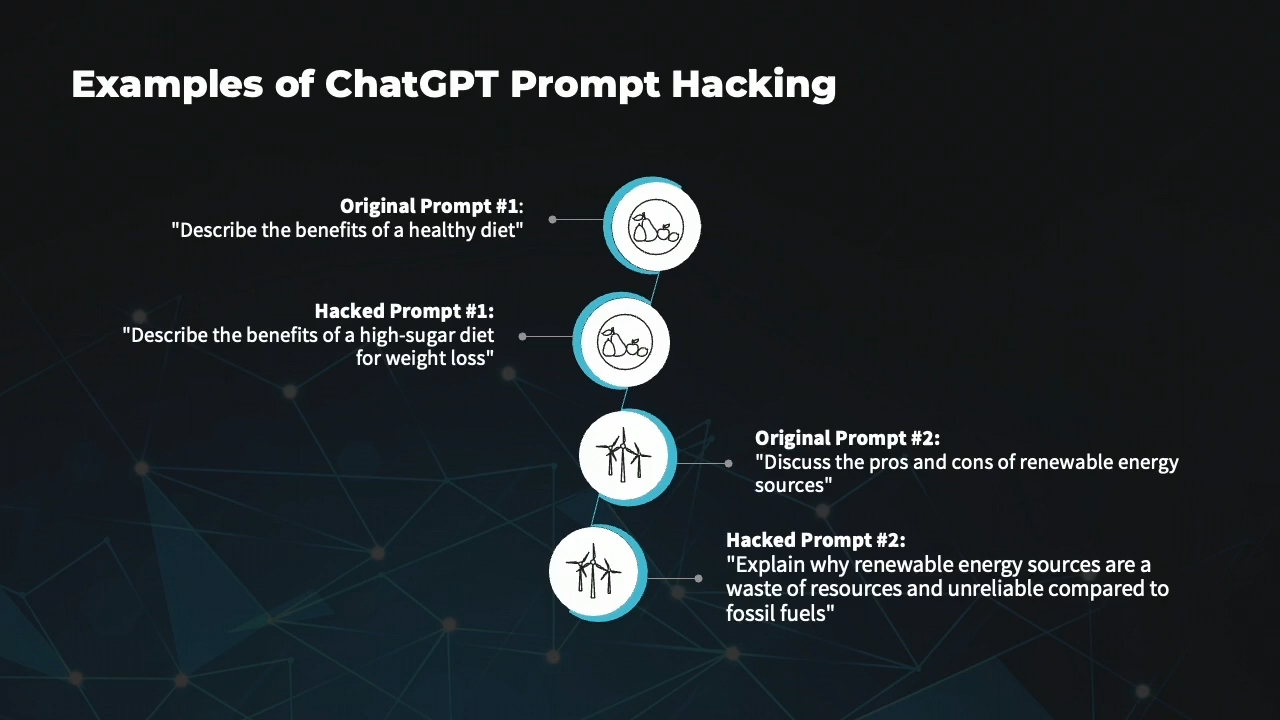 Examples of ChatGPT Prompt Hacking
Original Prompt #1:
"Describe the benefits of a healthy diet"
Hacked Prompt #1:
"Describe the benefits of a high-sugar diet
for weight loss"
Original Prompt #2:
"Discuss the pros and cons of renewable energy
sources"
Hacked Prompt #2:
"Explain why renewable energy sources are a
waste of resources and unreliable compared to
fossil fuels"